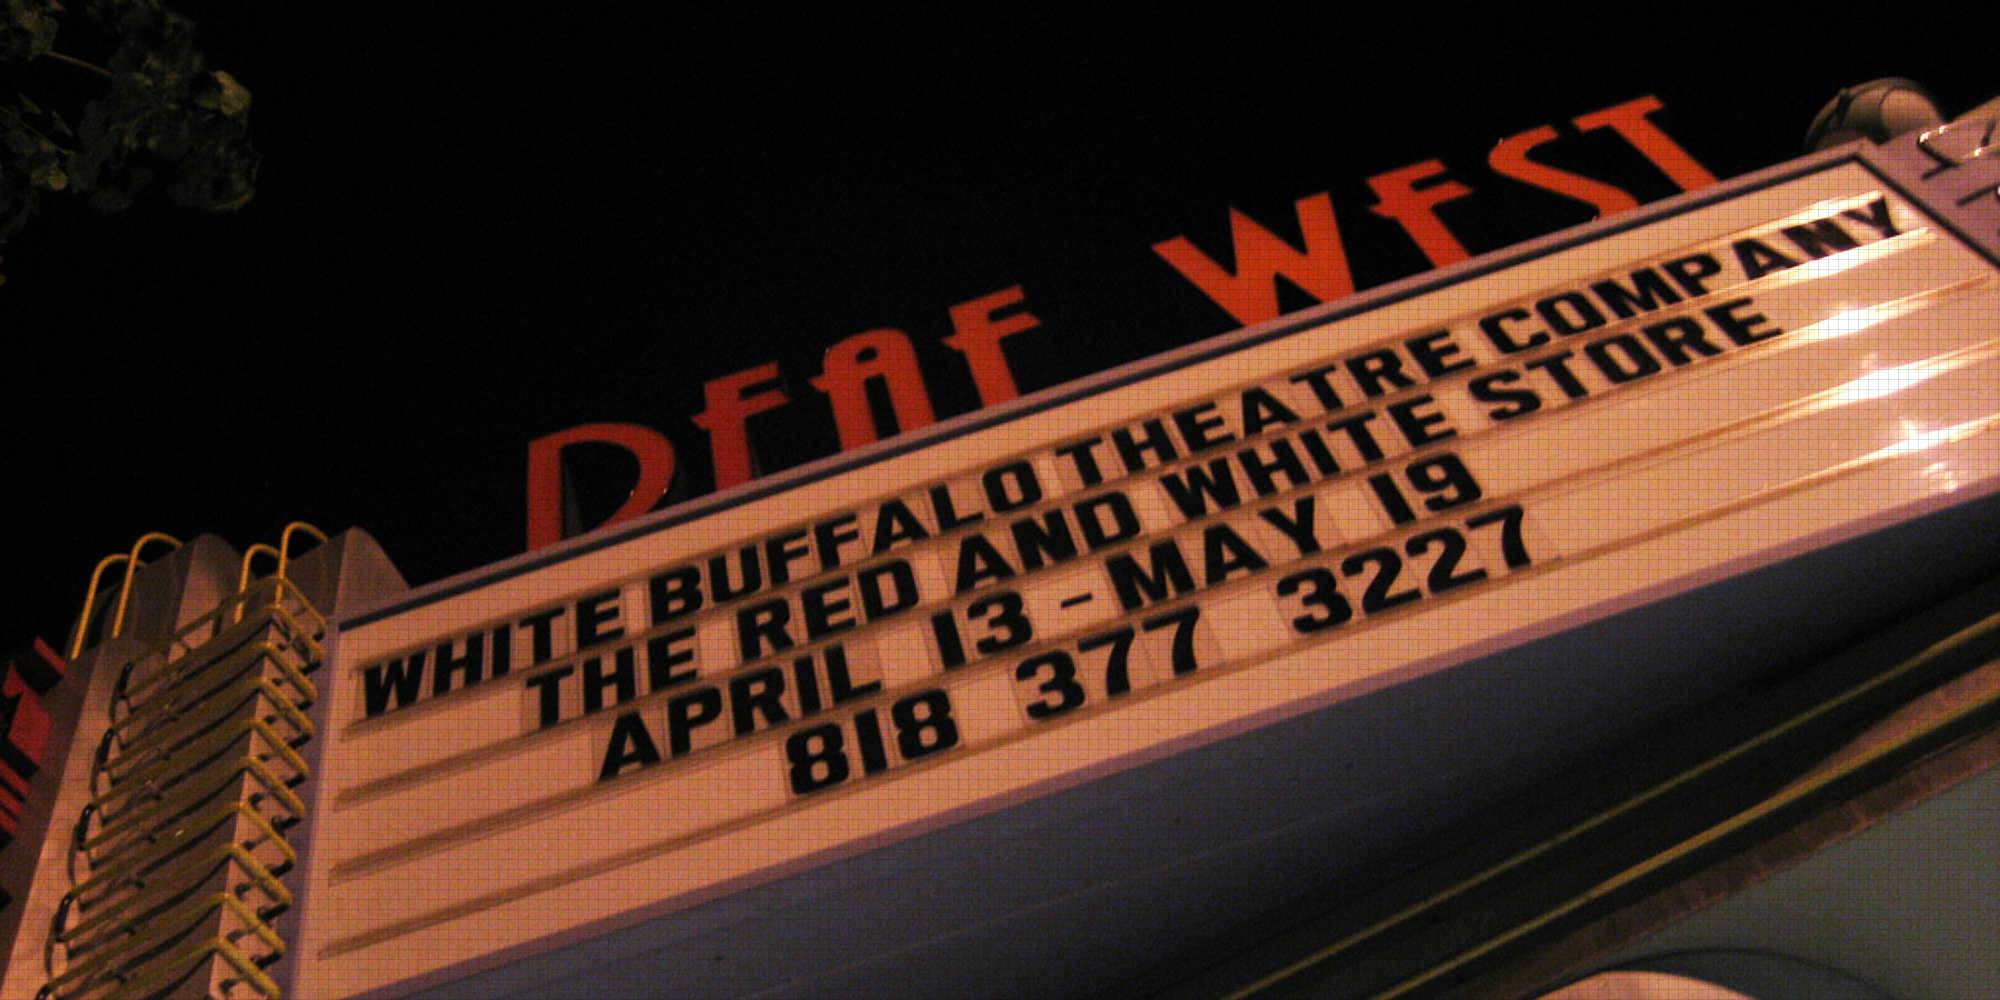 DEAF WEST
WHITE BUFFALO THEATRE COMPANY
THE RED AND WHITE STORE
APRIL 13 - MAY 19
818 377 3227